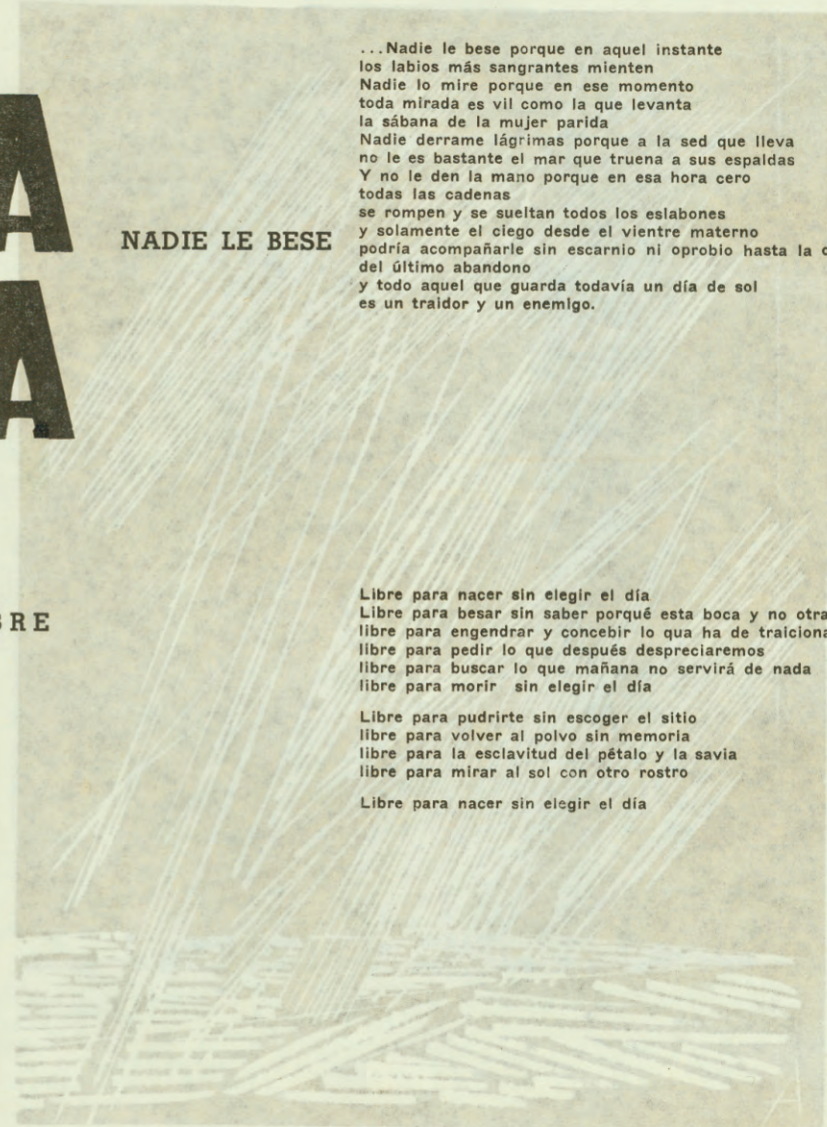 A
A
NADIE LE BESE
...Nadie le bese porque en aquel instante
los labios más sangrantes mienten
Nadie lo mire porque en ese momento
toda mirada es vil como la que levanta
la sábana de la mujer parida
Nadie derrame lágrimas porque a la sed que lleva
no le es bastante el mar que truena a sus espaldas
Y no le den la mano porque en esa hora cero
todas las cadenas
se rompen y se sueltan todos los eslabones
y solamente el ciego desde el vientre materno
podría acompañarle sin escarnio ni oprobio hasta la
del último abandono
y todo aquel que guarda todavía un día de sol
es un traidor y un enemigo.
BRE
Libre para nacer sin elegir el día
Libre para besar sin saber porqué esta boca y no otra
libre para engendrar y concebir lo qua ha de traiciona
libre para pedir lo que después despreciaremos
libre para buscar lo que mañana no servirá de nada
libre para morir sin elegir el día
Libre para pudrirte sin escoger el sitio
libre para volver al polvo sin memoria
libre para la esclavitud del pétalo y la savia
libre para mirar al sol con otro rostro
Libre para nacer sin elegir el día